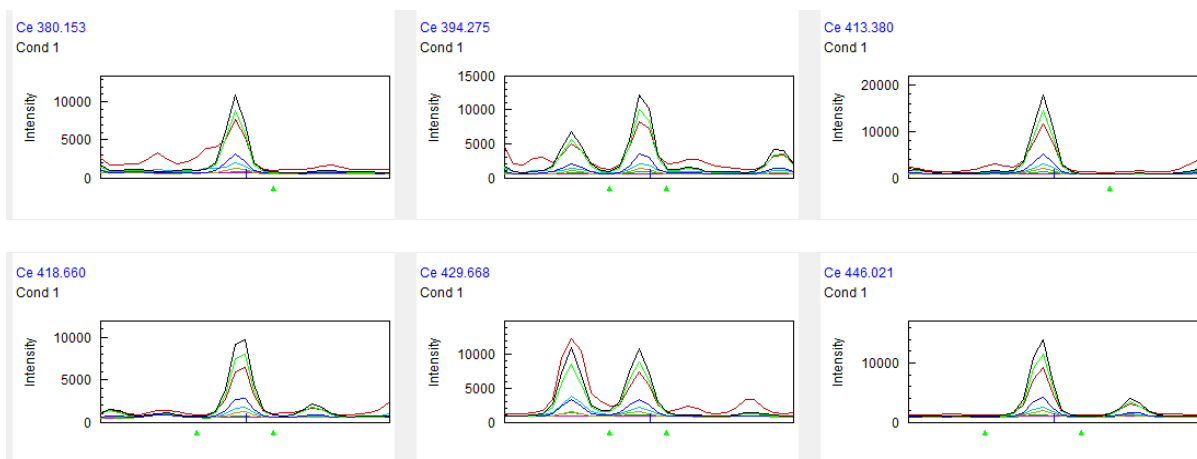 Ce 380.153
Cond 1
Intensity
10000
5000
0
Ce 394.275
Cond 1
Intensity
15000
10000
5000
0
Ce 413.380
Cond 1
Intensity
20000
10000
0
Ce 418.660
Cond 1
Intensity
10000
5000
0
Ce 429.668
Cond 1
Intensity
10000
5000
0
Ce 446.021
Cond 1
Intensity
10000
0